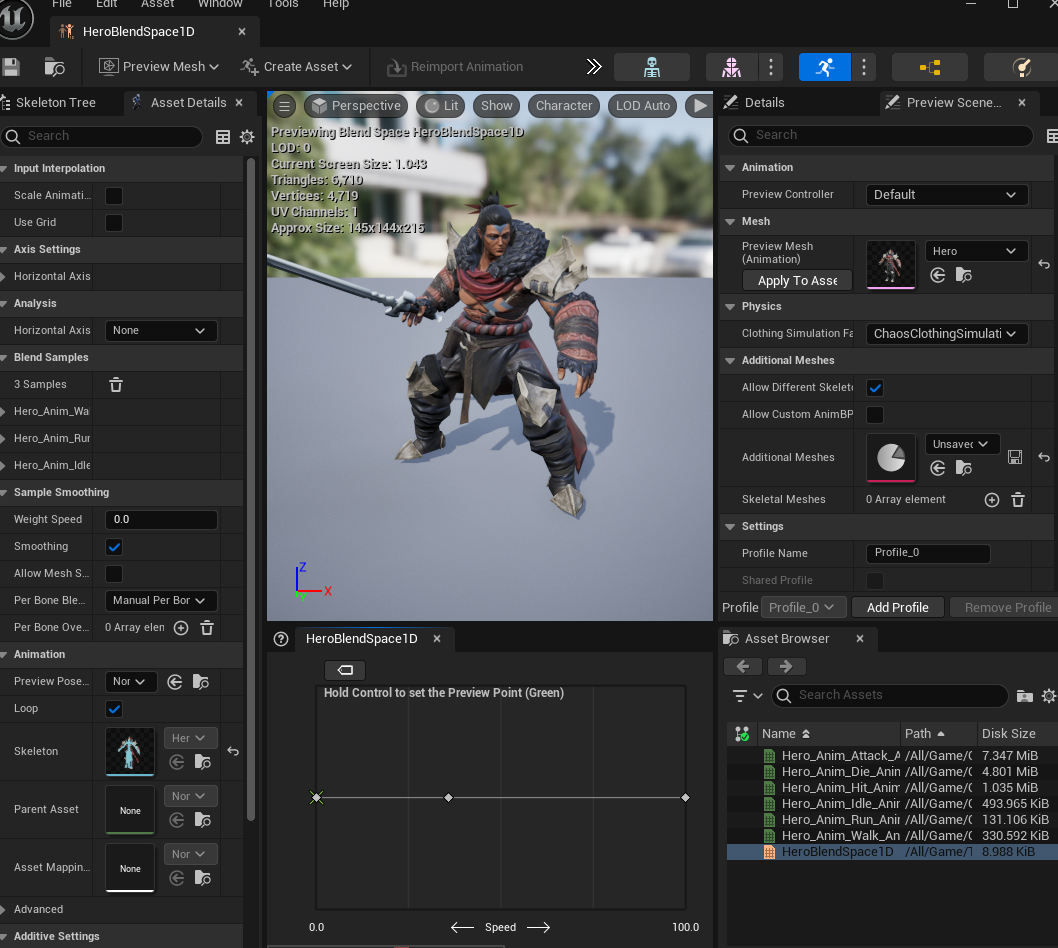 File Edit Asset Window Tools Help
HeroBlendSpace1D
Preview Mesh Create Asset Reimport Animation
Skeleton Tree Asset Details
Search
Input Interpolation
Scale Animati...
Use Grid
Axis Settings
Horizontal Axis
Analysis
Horizontal Axis None
Blend Samples
3 Samples
Hero_Anim_Wa
Hero_Anim_Run
Hero_Anim_Idle
Sample Smoothing
Weight Speed 0.0
Smoothing
Allow Mesh S...
Per Bone Ble... Manual Per Bor
Per Bone Ove... 0 Array elen
Animation
Preview Pose... Nor
Loop
Skeleton Her
Parent Asset None Nor
Asset Mappin... None Nor
Advanced
Additive Settings
Perspective Lit Show Character LOD Auto
Previewing Blend Space HeroBlendSpace1D
LOD: 0
Current Screen Size: 1.043
Triangles: 6,710
Vertices: 4,719
UV Channels: 1
Approx Size: 145x144x215
Z
X
HeroBlendSpace1D
Hold Control to set the Preview Point (Green)
0.0 Speed 100.0
Details Preview Scene...
Search
Animation
Preview Controller Default
Mesh
Preview Mesh
(Animation)
Hero
Apply To Asse
Physics
Clothing Simulation Fa ChaosClothingSimulati
Additional Meshes
Allow Different Skeleto
Allow Custom AnimBP
Additional Meshes Unsaved
Skeletal Meshes 0 Array element
Settings
Profile Name Profile_0
Shared Profile
Profile Profile_0 Add Profile Remove Profile
Asset Browser
Search Assets
Name Path Disk Size
Hero_Anim_Attack_A /All/Game/( 7.347 MiB
Hero_Anim_Die_Anin /All/Game/( 4.801 MiB
Hero_Anim_Hit_Anim /All/Game/( 1.035 MiB
Hero_Anim_Idle_Anir /All/Game/( 493.965 KiB
Hero_Anim_Run_Ani /All/Game/( 131.106 KiB
Hero_Anim_Walk_An /All/Game/( 330.592 KiB
HeroBlendSpace1D /All/Game/T 8.988 KiB